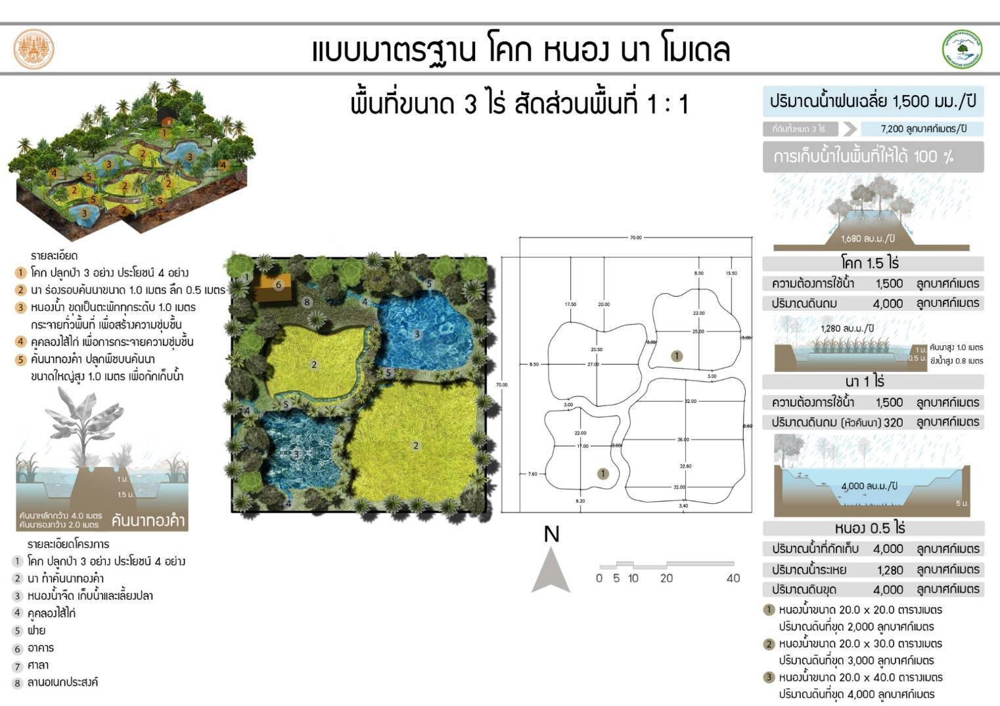 แบบมาตรฐาน โคก หนอง นา โมเดล
พื้นที่ขนาด 3 ไร่ สัดส่วนพื้นที่ 1 : 1
รายละเอียด
1 โคก ปลูกป่า 3 อย่าง ประโยชน์ 4 อย่าง
2 นา ร่องรอบคันนาขนาด 1.0 เมตร ลึก 0.5 เมตร
3 หนองน้ำ ขุดเป็นตะพักทุกระดับ 1.0 เมตร
กระจายทั่วพื้นที่ เพื่อสร้างความชุ่มชื้น
4 คูคลองไส้ไก่ เพื่อการกระจายความชุ่มชื้น
5 คันนาทองคำ ปลูกพืชบนคันนา
ขนาดใหญ่สูง 1.0 เมตร เพื่อกักเก็บน้ำ
1 ม.
1.5 ม.
คันนาหลักกว้าง 4.0 เมตร
คันนารองกว้าง 2.0 เมตร
คันนาทองคำ
รายละเอียดโครงการ
1 โคก ปลูกป่า 3 อย่าง ประโยชน์ 4 อย่าง
2 นา ทำคันนาทองคำ
3 หนองน้ำจืด เก็บน้ำและเลี้ยงปลา
4 คูคลองไส้ไก่
5 ฝาย
6 อาคาร
7 ศาลา
8 ลานอเนกประสงค์
70.00
8.50 15.50
17.50 20.00
22.00
25.00
3.00 3.00
20.50
27.00
8.50
1
3.00
70.00
3.00
32.00
22.00
17.00
3.00
36.00
2.60
32.60
7.60
1
32.00
6.20
3.40
N
0 5 10 20 40
ปริมาณน้ำฝนเฉลี่ย 1,500 มม./ปี
ที่ดินทั้งหมด 3 ไร่ 7,200 ลูกบาศก์เมตร/ปี
การเก็บน้ำในพื้นที่ให้ได้ 100 %
1,680 ลบ.ม./ปี
โคก 1.5 ไร่
ความต้องการใช้น้ำ 1,500 ลูกบาศก์เมตร
ปริมาณดินถม 4,000 ลูกบาศก์เมตร
1,280 ลบ.ม./ปี
1 ม.
0.5 ม.
คันนาสูง 1.0 เมตร
ขังน้ำสูง 0.8 เมตร
นา 1 ไร่
ความต้องการใช้น้ำ 1,500 ลูกบาศก์เมตร
ปริมาณดินถม (หัวคันนา) 320 ลูกบาศก์เมตร
4,000 ลบ.ม./ปี
5 ม.
หนอง 0.5 ไร่
ปริมาณน้ำที่กักเก็บ 4,000 ลูกบาศก์เมตร
ปริมาณน้ำระเหย 1,280 ลูกบาศก์เมตร
ปริมาณดินขุด 4,000 ลูกบาศก์เมตร
1 หนองน้ำขนาด 20.0 x 20.0 ตารางเมตร
ปริมาณดินที่ขุด 2,000 ลูกบาศก์เมตร
2 หนองน้ำขนาด 20.0 x 30.0 ตารางเมตร
ปริมาณดินที่ขุด 3,000 ลูกบาศก์เมตร
3 หนองน้ำขนาด 20.0 x 40.0 ตารางเมตร
ปริมาณดินที่ขุด 4,000 ลูกบาศก์เมตร